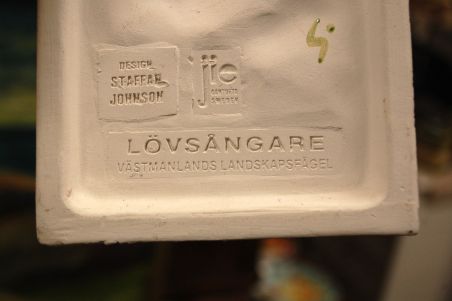 DESIGN
STAFFAN
JOHNSON
jie
GANTOFTA
SWEDEN
LÖVSÅNGARE
VÄSTMANLANDS LANDSKAPSFÅGEL